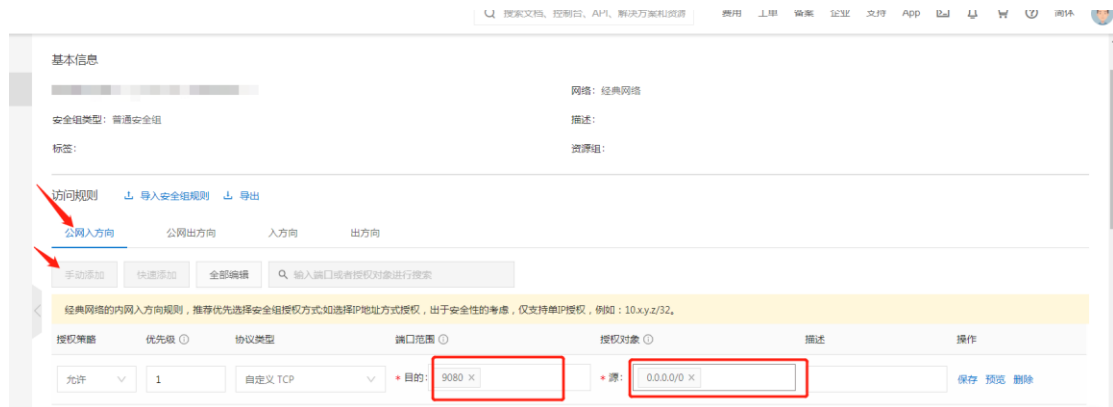 搜索文档、控制台、API、解决方案和资源 费用 工单 备案 企业 支持 App 简体
基本信息
网络：经典网络
安全组类型：普通安全组 描述：
标签： 资源组：
访问规则 导入安全组规则 导出
公网入方向 公网出方向 入方向 出方向
手动添加 快速添加 全部编辑 输入端口或者授权对象进行搜索
经典网络的内网入方向规则，推荐优先选择安全组授权方式;如选择IP地址方式授权，出于安全性的考虑，仅支持单IP授权，例如：10.x.y.z/32。
授权策略 优先级 协议类型 端口范围 授权对象 描述 操作
允许 1 自定义 TCP * 目的： 9080 × * 源： 0.0.0.0/0 × 保存 预览 删除